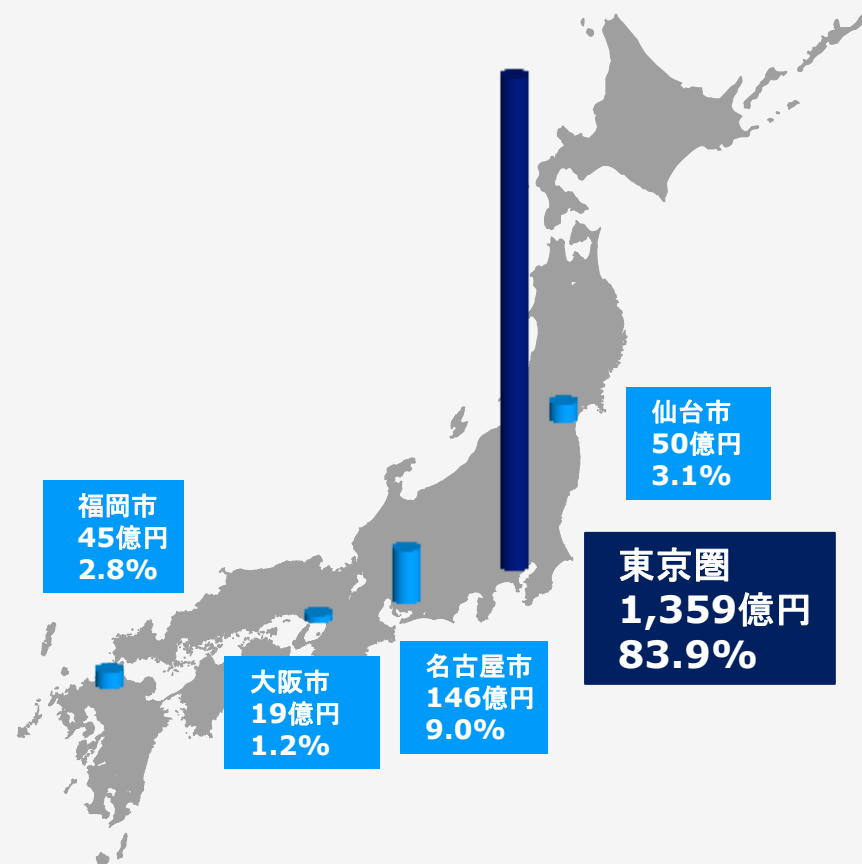 仙台市
50億円
3.1%
福岡市
45億円
2.8%
東京圏
1,359億円
83.9%
名古屋市
146億円
9.0%
大阪市
19億円
1.2%